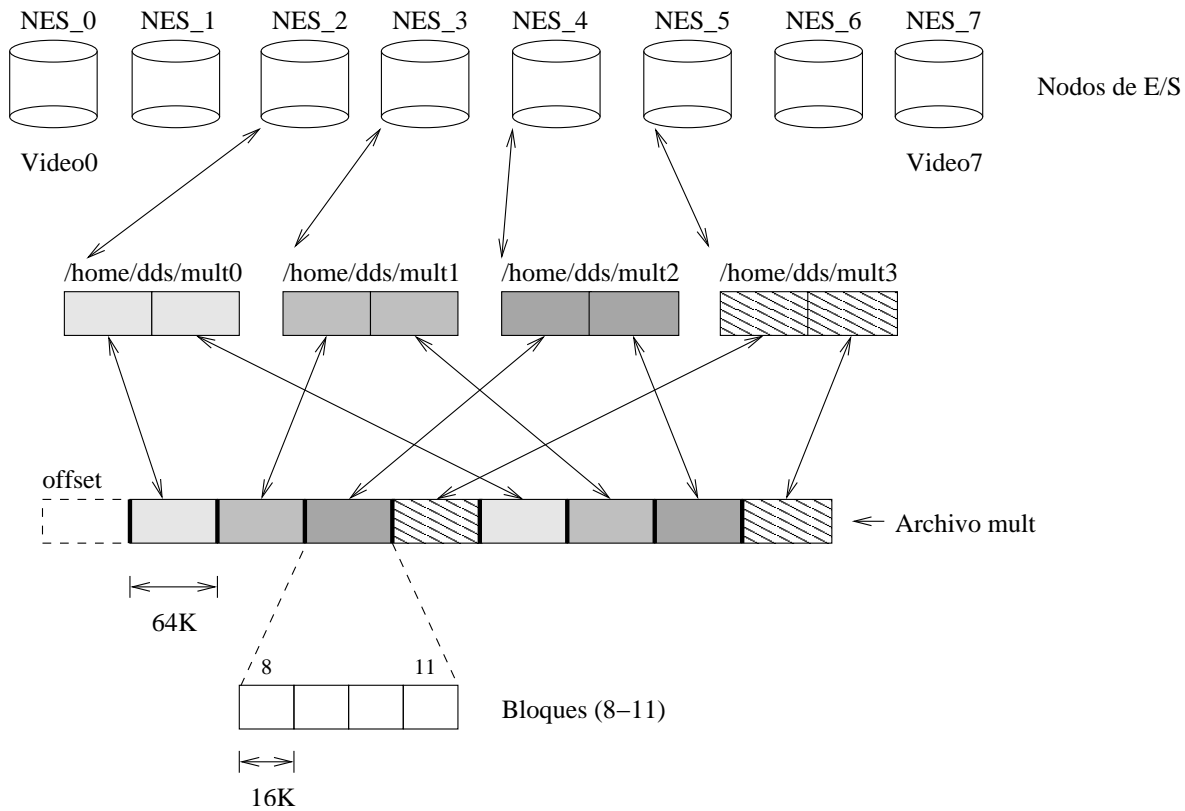 NES_0 NES_1 NES_2 NES_3 NES_4 NES_5 NES_6 NES_7
Nodos de E/S
Video0 Video7
/home/dds/mult0 /home/dds/mult1 /home/dds/mult2 /home/dds/mult3
offset
Archivo mult
64K
8 11
Bloques (8–11)
16K